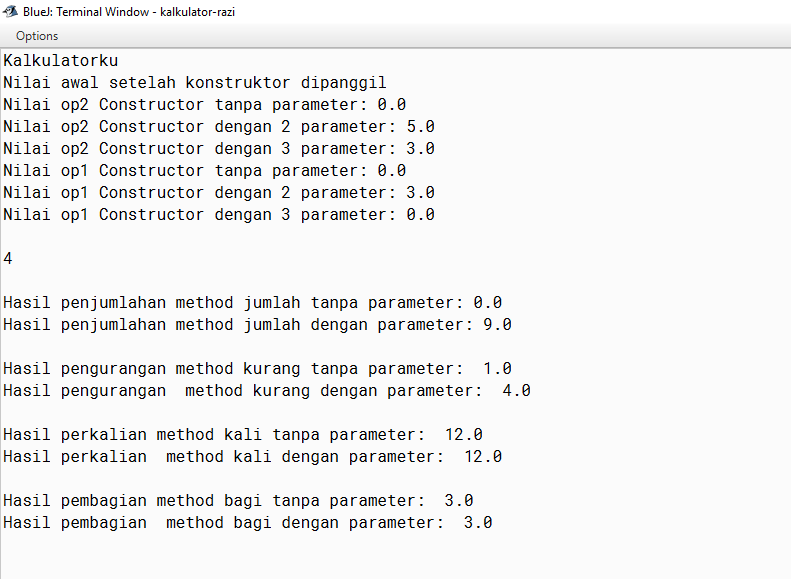 BlueJ: Terminal Window - kalkulator-razi
Options
Kalkulatorku
Nilai awal setelah konstruktor dipanggil
Nilai op2 Constructor tanpa parameter: 0.0
Nilai op2 Constructor dengan 2 parameter: 5.0
Nilai op2 Constructor dengan 3 parameter: 3.0
Nilai op1 Constructor tanpa parameter: 0.0
Nilai op1 Constructor dengan 2 parameter: 3.0
Nilai op1 Constructor dengan 3 parameter: 0.0
4
Hasil penjumlahan method jumlah tanpa parameter: 0.0
Hasil penjumlahan method jumlah dengan parameter: 9.0
Hasil pengurangan method kurang tanpa parameter:  1.0
Hasil pengurangan  method kurang dengan parameter:  4.0
Hasil perkalian method kali tanpa parameter:  12.0
Hasil perkalian  method kali dengan parameter:  12.0
Hasil pembagian method bagi tanpa parameter:  3.0
Hasil pembagian  method bagi dengan parameter:  3.0